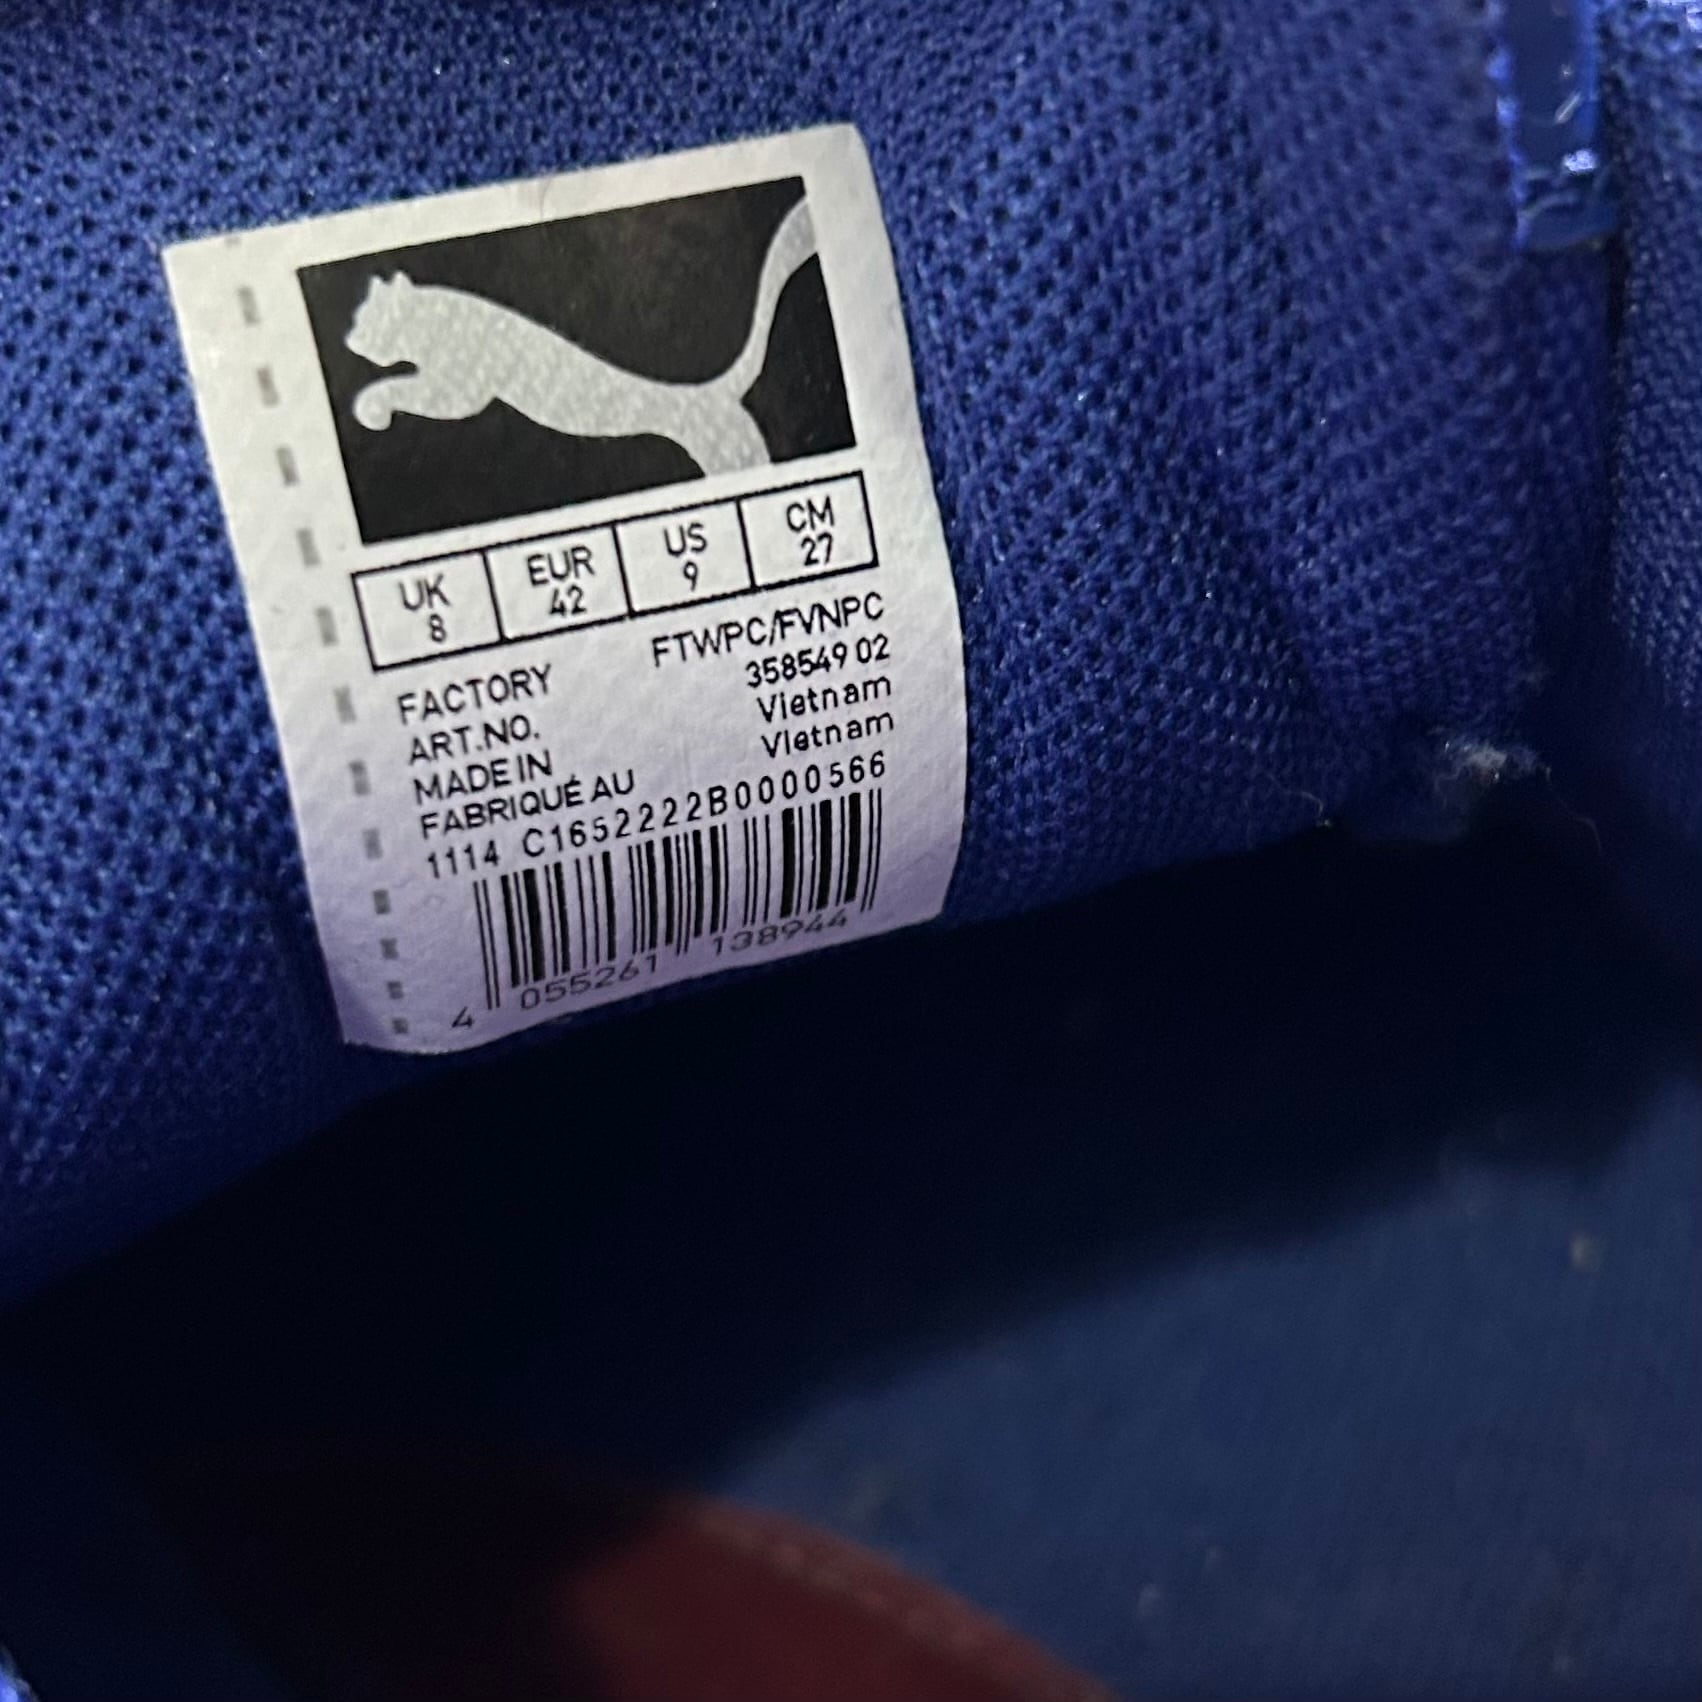 UK EUR US CM
8 42 9 27
FACTORY FTWPC/FVNPC
ART.NO. 358549 02
MADE IN Vietnam
FABRIQUÉ AU Vietnam
1114 C1652222B0000566
4 055261 138944